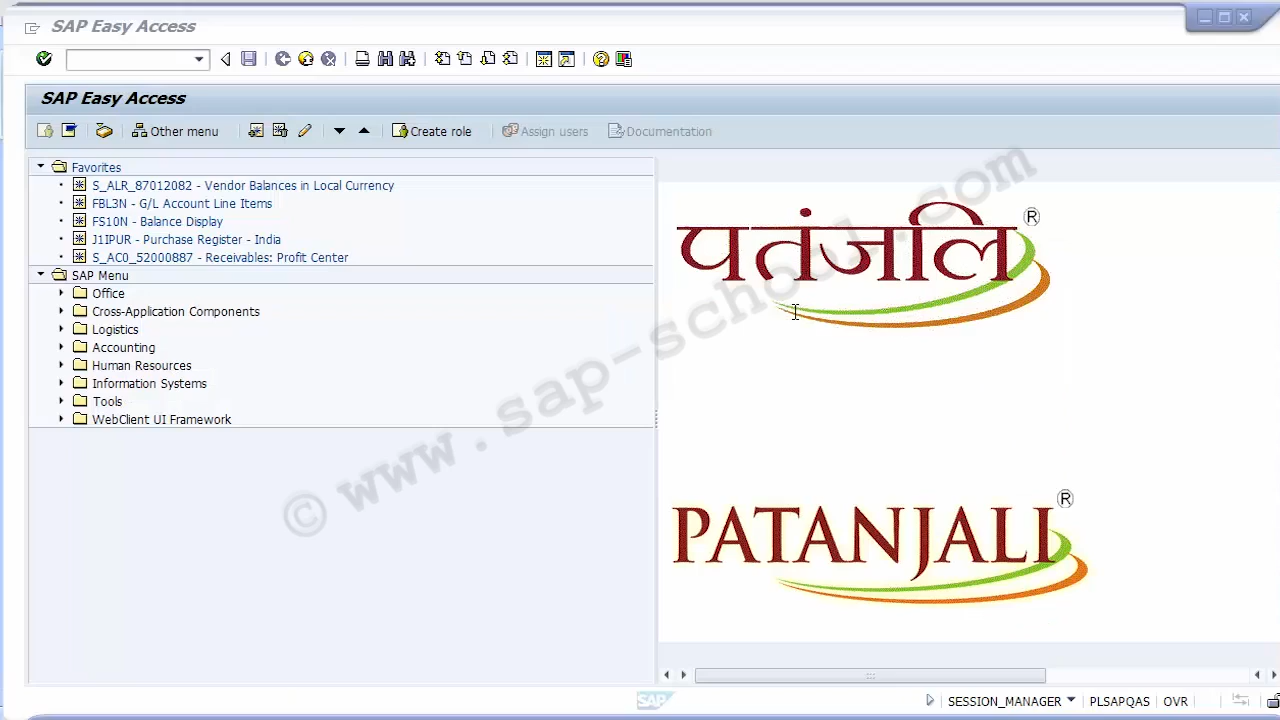 SAP Easy Access
SAP Easy Access
Other menu Create role Assign users Documentation
Favorites
S_ALR_87012082 - Vendor Balances in Local Currency
FBL3N - G/L Account Line Items
FS10N - Balance Display
J1IPUR - Purchase Register - India
S_AC0_52000887 - Receivables: Profit Center
SAP Menu
Office
Cross-Application Components
Logistics
Accounting
Human Resources
Information Systems
Tools
WebClient UI Framework
पतंजलि ®
PATANJALI ®
© www.sap-school.com
SAP SESSION_MANAGER PLSAPQAS OVR